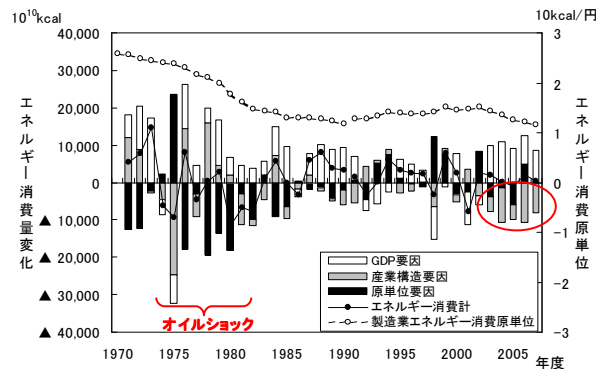 10¹⁰kcal
10kcal/円
40,000
30,000
20,000
10,000
0
▲ 10,000
▲ 20,000
▲ 30,000
▲ 40,000
エネルギー消費量変化
3
2
1
0
-1
-2
-3
エネルギー消費原単位
GDP要因
産業構造要因
原単位要因
エネルギー消費計
製造業エネルギー消費原単位
オイルショック
1970 1975 1980 1985 1990 1995 2000 2005
年度